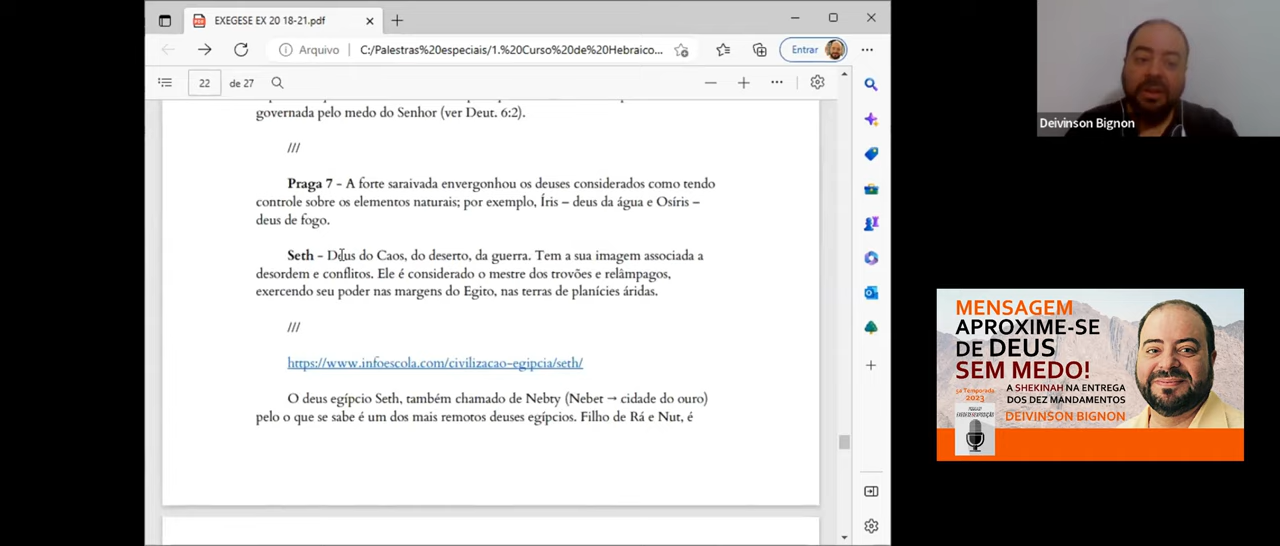 EXEGESE EX 20 18-21.pdf
Arquivo
C:/Palestras%20especiais/1.%20Curso%20de%20Hebraico...
Entrar
22 de 27
governada pelo medo do Senhor (ver Deut. 6:2).
///
Praga 7 - A forte saraivada envergonhou os deuses considerados como tendo
controle sobre os elementos naturais; por exemplo, Íris – deus da água e Osíris –
deus de fogo.
Seth - Deus do Caos, do deserto, da guerra. Tem a sua imagem associada a
desordem e conflitos. Ele é considerado o mestre dos trovões e relâmpagos,
exercendo seu poder nas margens do Egito, nas terras de planícies áridas.
///
https://www.infoescola.com/civilizacao-egipcia/seth/
O deus egípcio Seth, também chamado de Nebty (Nebet → cidade do ouro)
pelo o que se sabe é um dos mais remotos deuses egípcios. Filho de Rá e Nut, é
Deivinson Bignon
MENSAGEM
APROXIME-SE
DE DEUS
SEM MEDO!
A SHEKINAH NA ENTREGA
DOS DEZ MANDAMENTOS
DEIVINSON BIGNON
5ª Temporada
2023
PODCAST